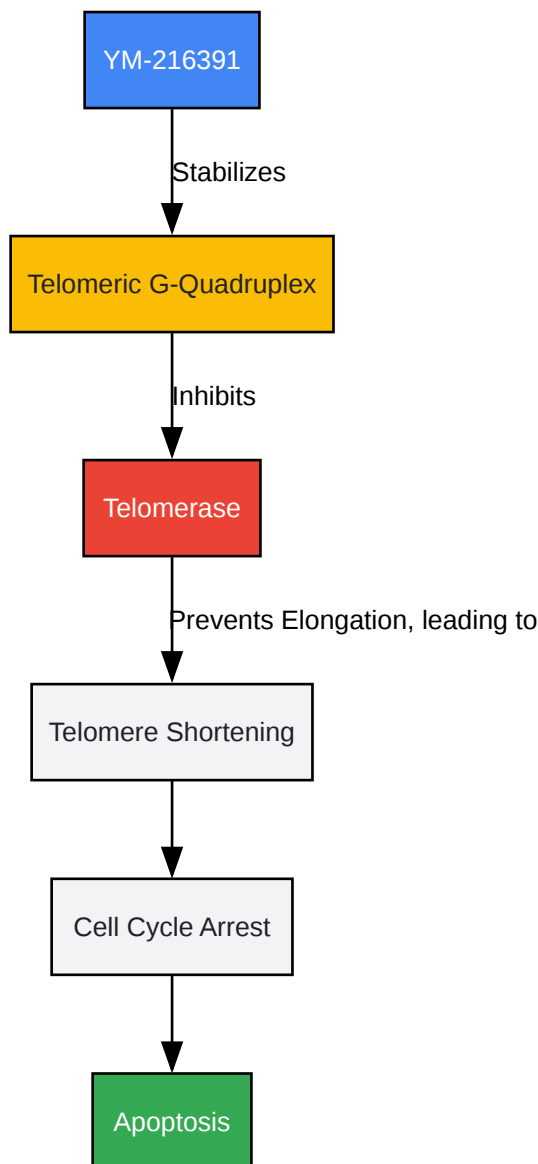 YM-216391
Stabilizes
Telomeric G-Quadruplex
Inhibits
Telomerase
Prevents Elongation, leading to
Telomere Shortening
Cell Cycle Arrest
Apoptosis